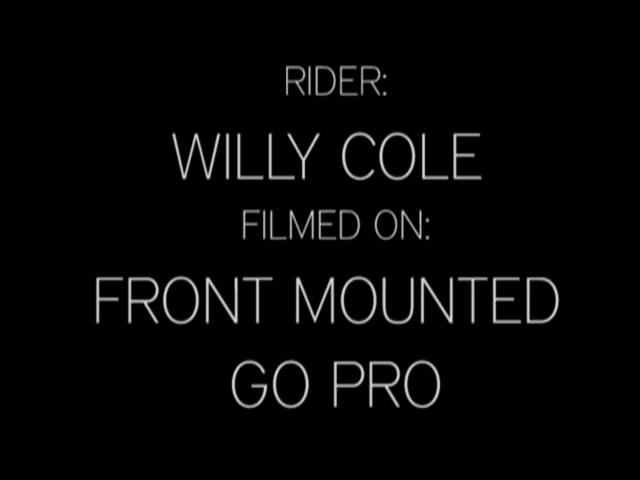 RIDER:
WILLY COLE
FILMED ON:
FRONT MOUNTED
GO PRO